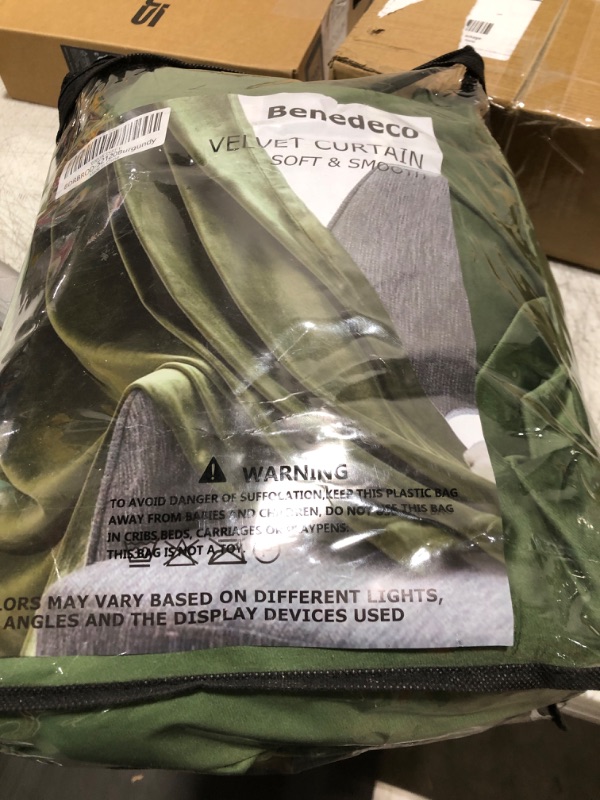 Benedeco
VELVET CURTAIN
SOFT & SMOOTH
WARNING
TO AVOID DANGER OF SUFFOCATION,KEEP THIS PLASTIC BAG
AWAY FROM BABIES AND CHILDREN, DO NOT USE THIS BAG
IN CRIBS,BEDS, CARRIAGES OR PLAYPENS.
THIS BAG IS NOT A TOY.
COLORS MAY VARY BASED ON DIFFERENT LIGHTS,
ANGLES AND THE DISPLAY DEVICES USED